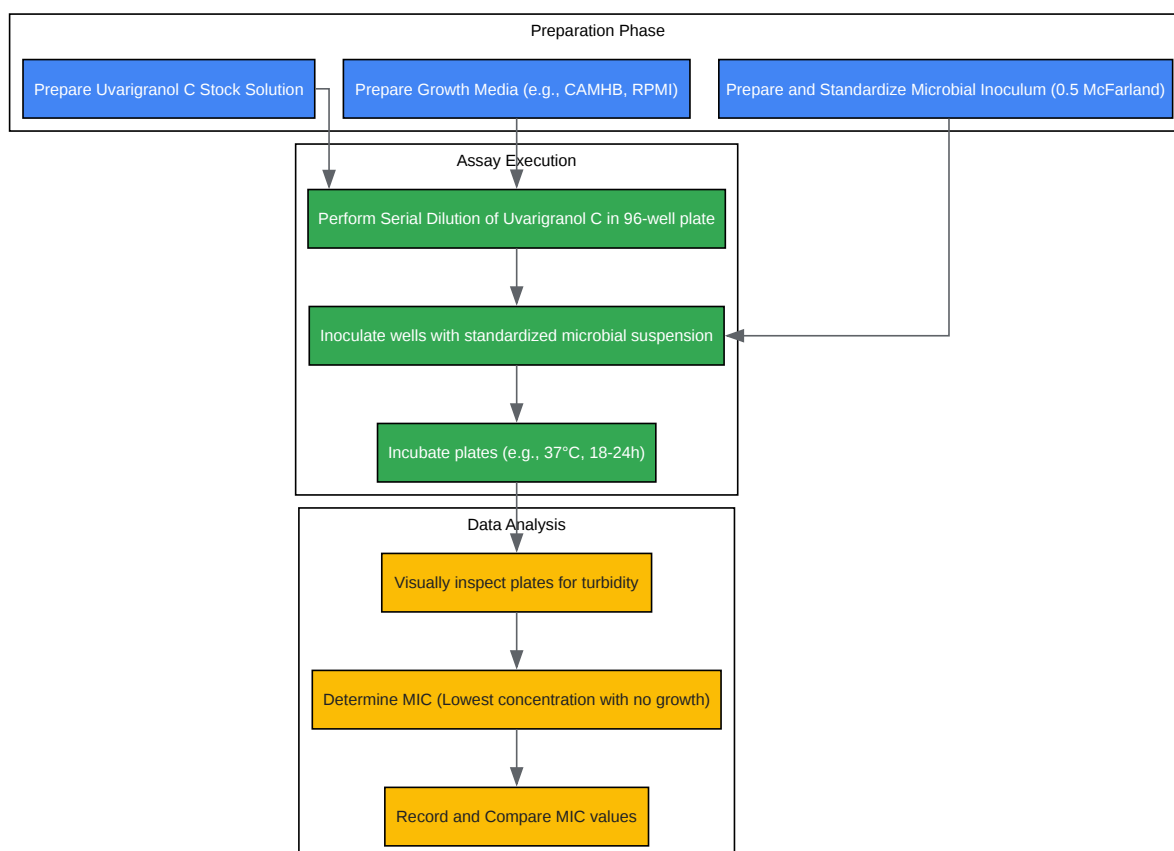 Preparation Phase
Prepare Uvarigranol C Stock Solution
Prepare Growth Media (e.g., CAMHB, RPMI)
Prepare and Standardize Microbial Inoculum (0.5 McFarland)
Assay Execution
Perform Serial Dilution of Uvarigranol C in 96-well plate
Inoculate wells with standardized microbial suspension
Incubate plates (e.g., 37°C, 18-24h)
Data Analysis
Visually inspect plates for turbidity
Determine MIC (Lowest concentration with no growth)
Record and Compare MIC values